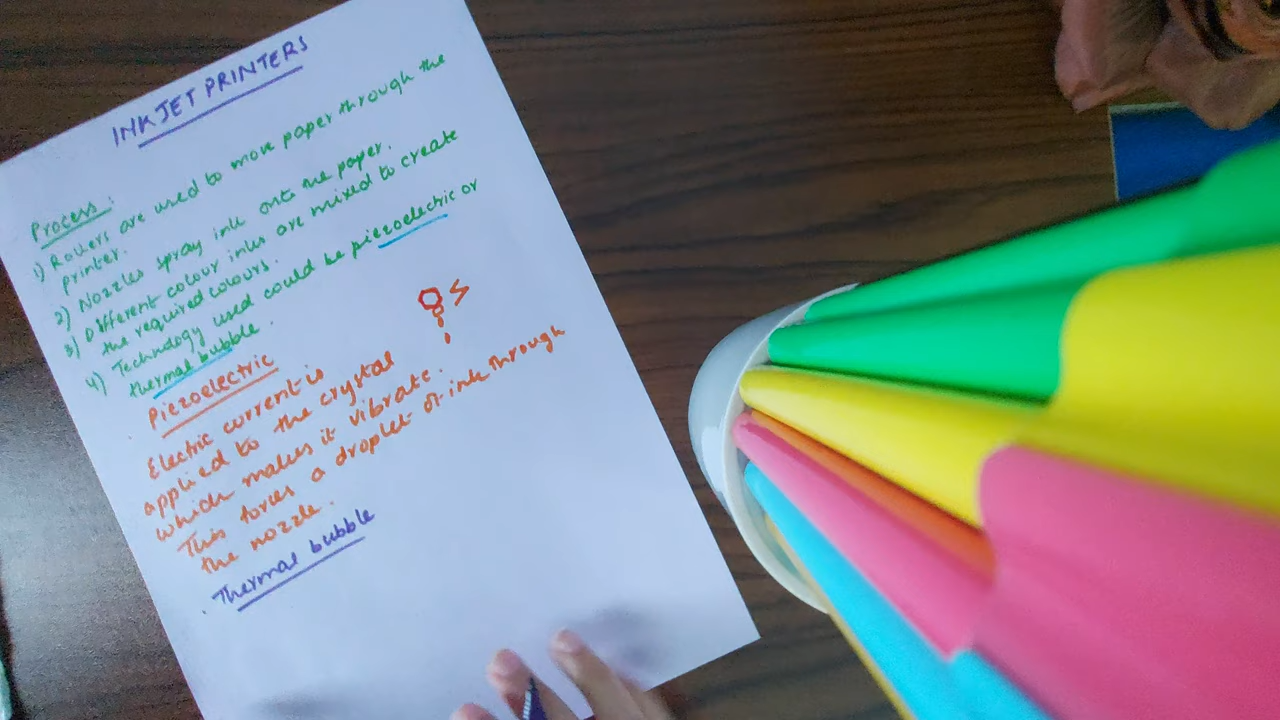 INKJET PRINTERS
Process:
1) Rollers are used to move paper through the
printer.
2) Nozzles spray ink onto the paper.
3) Different colour inks are mixed to create
the required colours.
4) Technology used could be piezoelectric or
thermal bubble.
Piezoelectric
Electric current is
applied to the crystal
which makes it vibrate.
This forces a droplet of ink through
the nozzle.
Thermal bubble